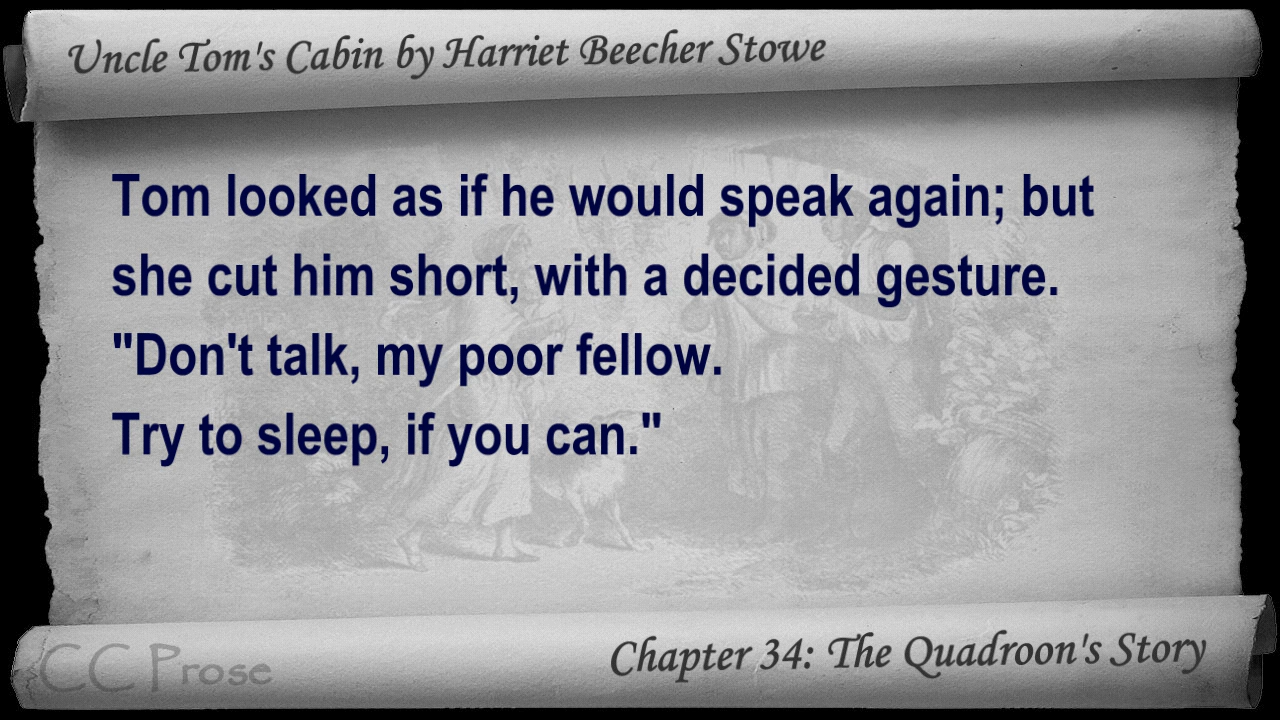 Uncle Tom's Cabin by Harriet Beecher Stowe
Tom looked as if he would speak again; but
she cut him short, with a decided gesture.
"Don't talk, my poor fellow.
Try to sleep, if you can."
CC Prose
Chapter 34: The Quadroon's Story